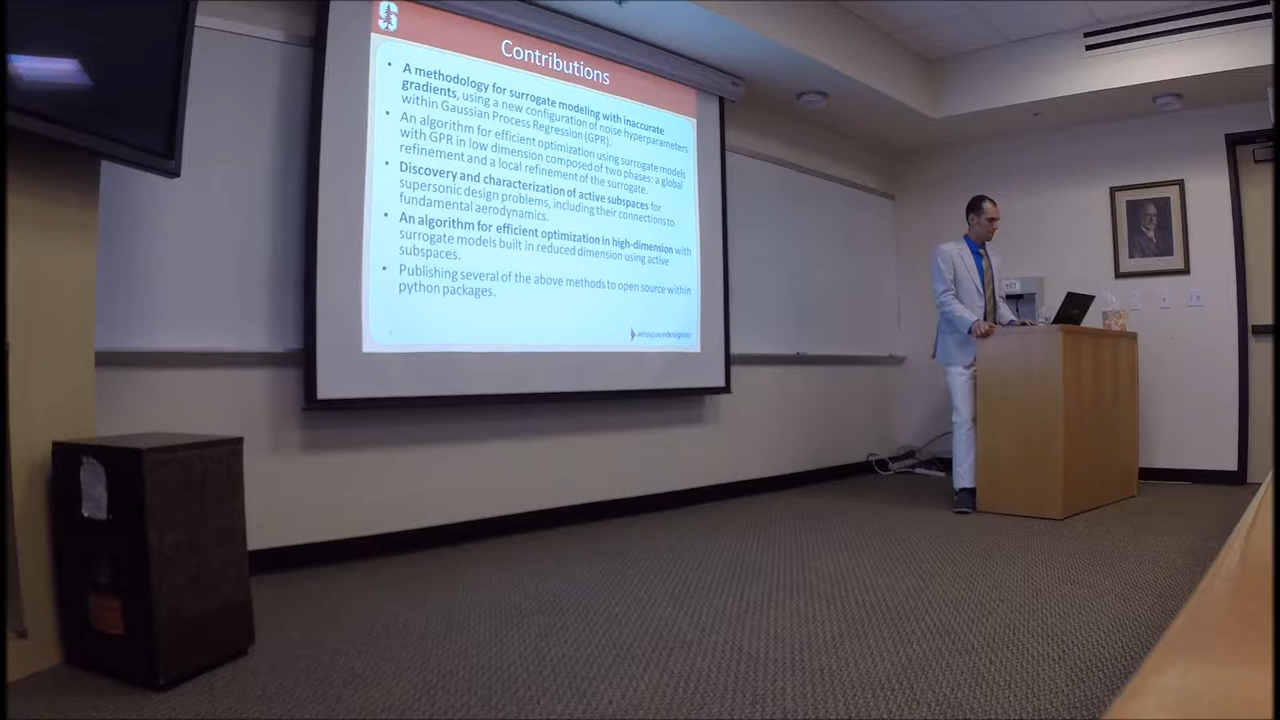 Contributions
• A methodology for surrogate modeling with inaccurate
gradients, using a new configuration of noise hyperparameters
within Gaussian Process Regression (GPR).
• An algorithm for efficient optimization using surrogate models
with GPR in low dimension composed of two phases: a global
refinement and a local refinement of the surrogate.
• Discovery and characterization of active subspaces for
supersonic design problems, including their connections to
fundamental aerodynamics.
• An algorithm for efficient optimization in high-dimension with
surrogate models built in reduced dimension using active
subspaces.
• Publishing several of the above methods to open source within
python packages.
aerospacedesignlab